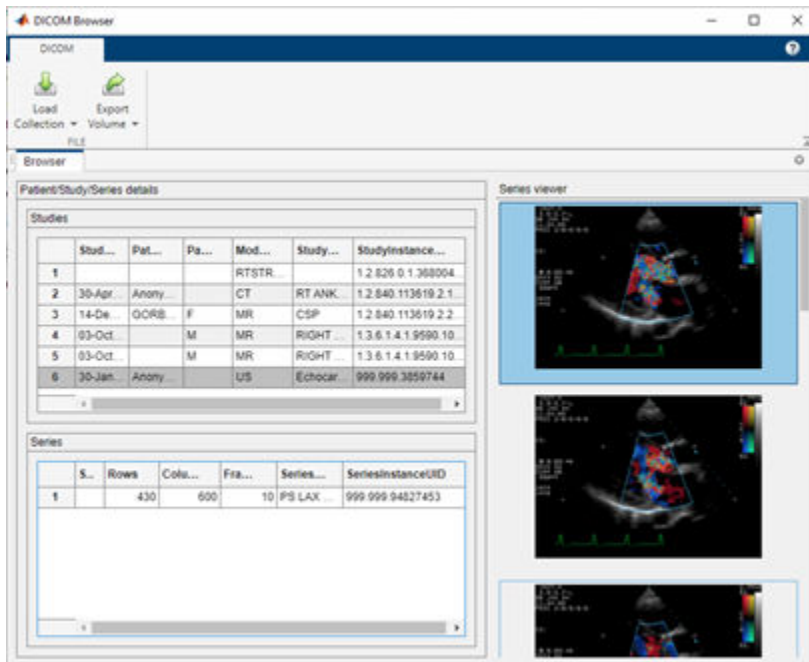 DICOM Browser
DICOM
Load Collection
Export Volume
FILE
Browser
Patient/Study/Series details
Series viewer
Studies
Stud... Pat... Pa... Mod... Study... StudyInstance...
1 RTSTR... 1.2.826.0.1.368004...
2 30-Apr... Anony... CT RT ANK... 1.2.840.113619.2.1...
3 14-De... GORB... F MR CSP 1.2.840.113619.2.2...
4 03-Oct... M MR RIGHT ... 1.3.6.1.4.1.9590.10...
5 03-Oct... M MR RIGHT ... 1.3.6.1.4.1.9590.10...
6 30-Jan... Anony... US Echocar... 999.999.3859744
Series
S... Rows Colu... Fra... Series... SeriesInstanceUID
1 430 600 10 PS LAX ... 999.999.94827453